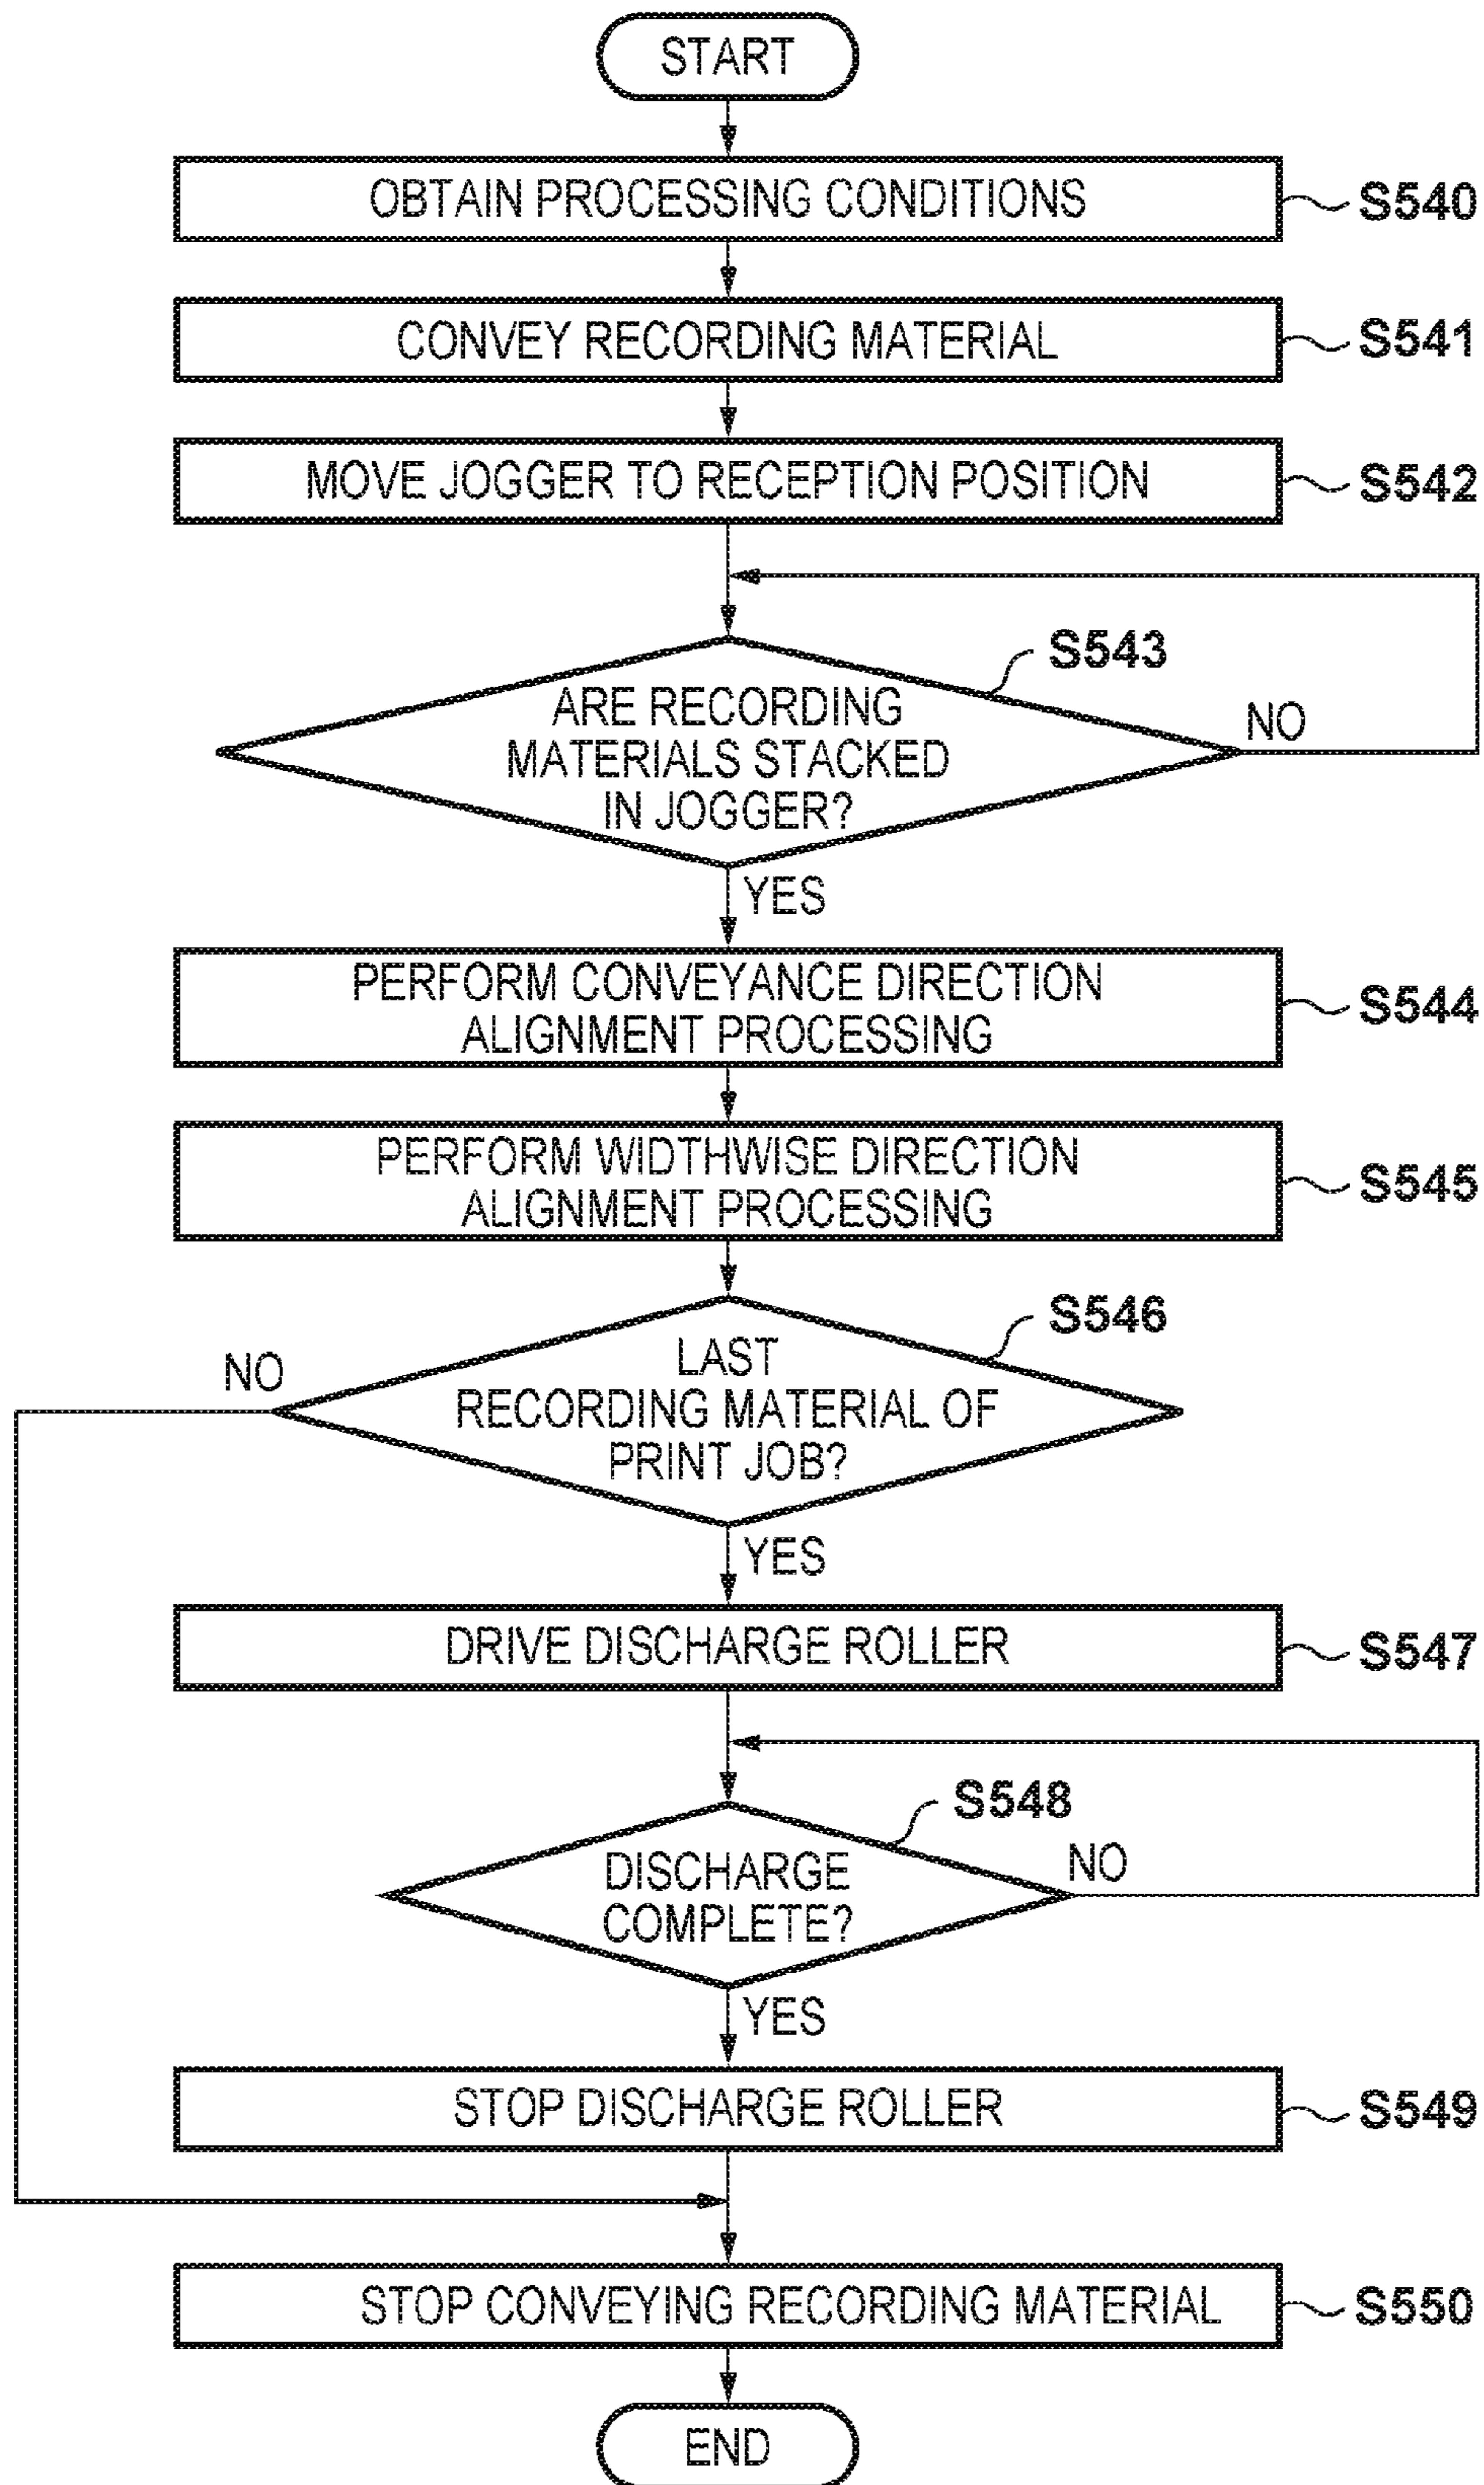 START
OBTAIN PROCESSING CONDITIONS
S540
CONVEY RECORDING MATERIAL
S541
MOVE JOGGER TO RECEPTION POSITION
S542
S543
ARE RECORDING
MATERIALS STACKED
IN JOGGER?
NO
YES
PERFORM CONVEYANCE DIRECTION
ALIGNMENT PROCESSING
S544
PERFORM WIDTHWISE DIRECTION
ALIGNMENT PROCESSING
S545
S546
LAST
RECORDING MATERIAL OF
PRINT JOB?
NO
YES
DRIVE DISCHARGE ROLLER
S547
S548
DISCHARGE
COMPLETE?
NO
YES
STOP DISCHARGE ROLLER
S549
STOP CONVEYING RECORDING MATERIAL
S550
END